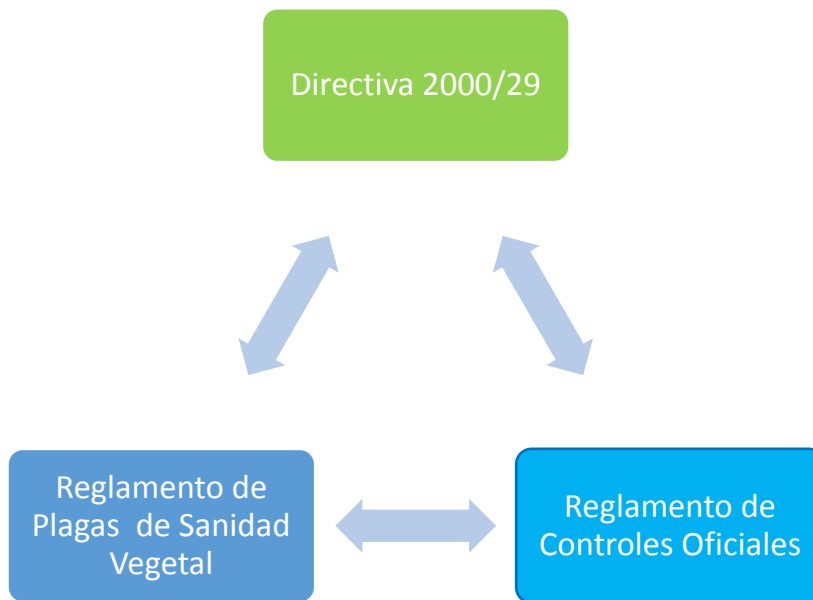 Directiva 2000/29
Reglamento de
Plagas de Sanidad
Vegetal
Reglamento de
Controles Oficiales